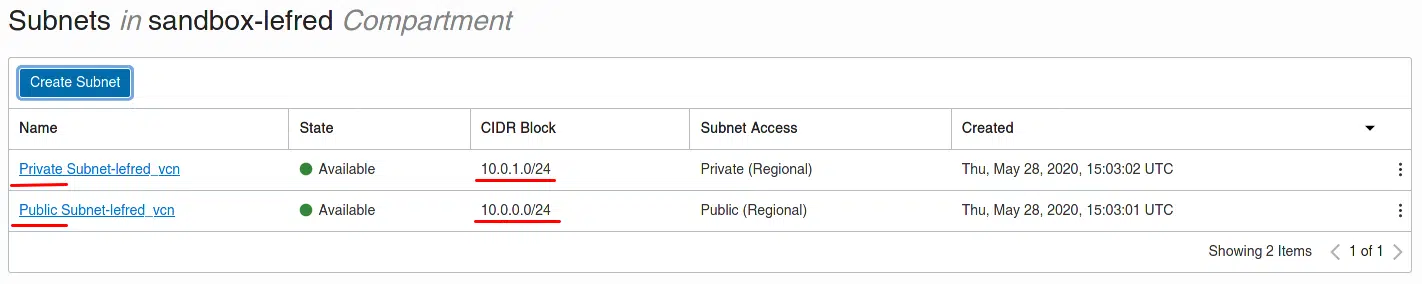 Subnets in sandbox-lefred Compartment
Create Subnet
Name State CIDR Block Subnet Access Created
Private Subnet-lefred_vcn Available 10.0.1.0/24 Private (Regional) Thu, May 28, 2020, 15:03:02 UTC
Public Subnet-lefred_vcn Available 10.0.0.0/24 Public (Regional) Thu, May 28, 2020, 15:03:01 UTC
Showing 2 Items 1 of 1